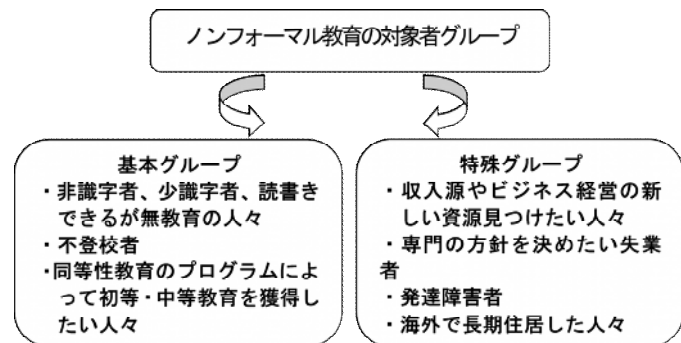 ノンフォーマル教育の対象者グループ
基本グループ
・非識字者、少識字者、読書き
できるが無教育の人々
・不登校者
・同等性教育のプログラムによ
って初等・中等教育を獲得し
たい人々
特殊グループ
・収入源やビジネス経営の新
しい資源見つけたい人々
・専門の方針を決めたい失業
者
・発達障害者
・海外で長期住居した人々